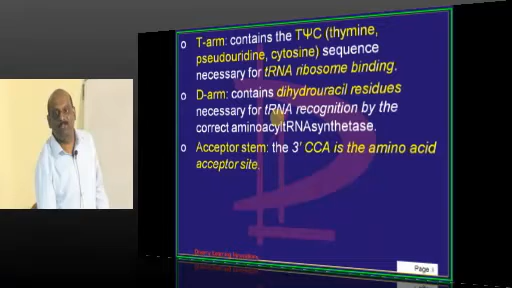 o T-arm: contains the TΨC (thymine,
pseudouridine, cytosine) sequence
necessary for tRNA ribosome binding.
o D-arm: contains dihydrouracil residues
necessary for tRNA recognition by the
correct aminoacyltRNAsynthetase.
o Acceptor stem: the 3' CCA is the amino acid
acceptor site.
Page